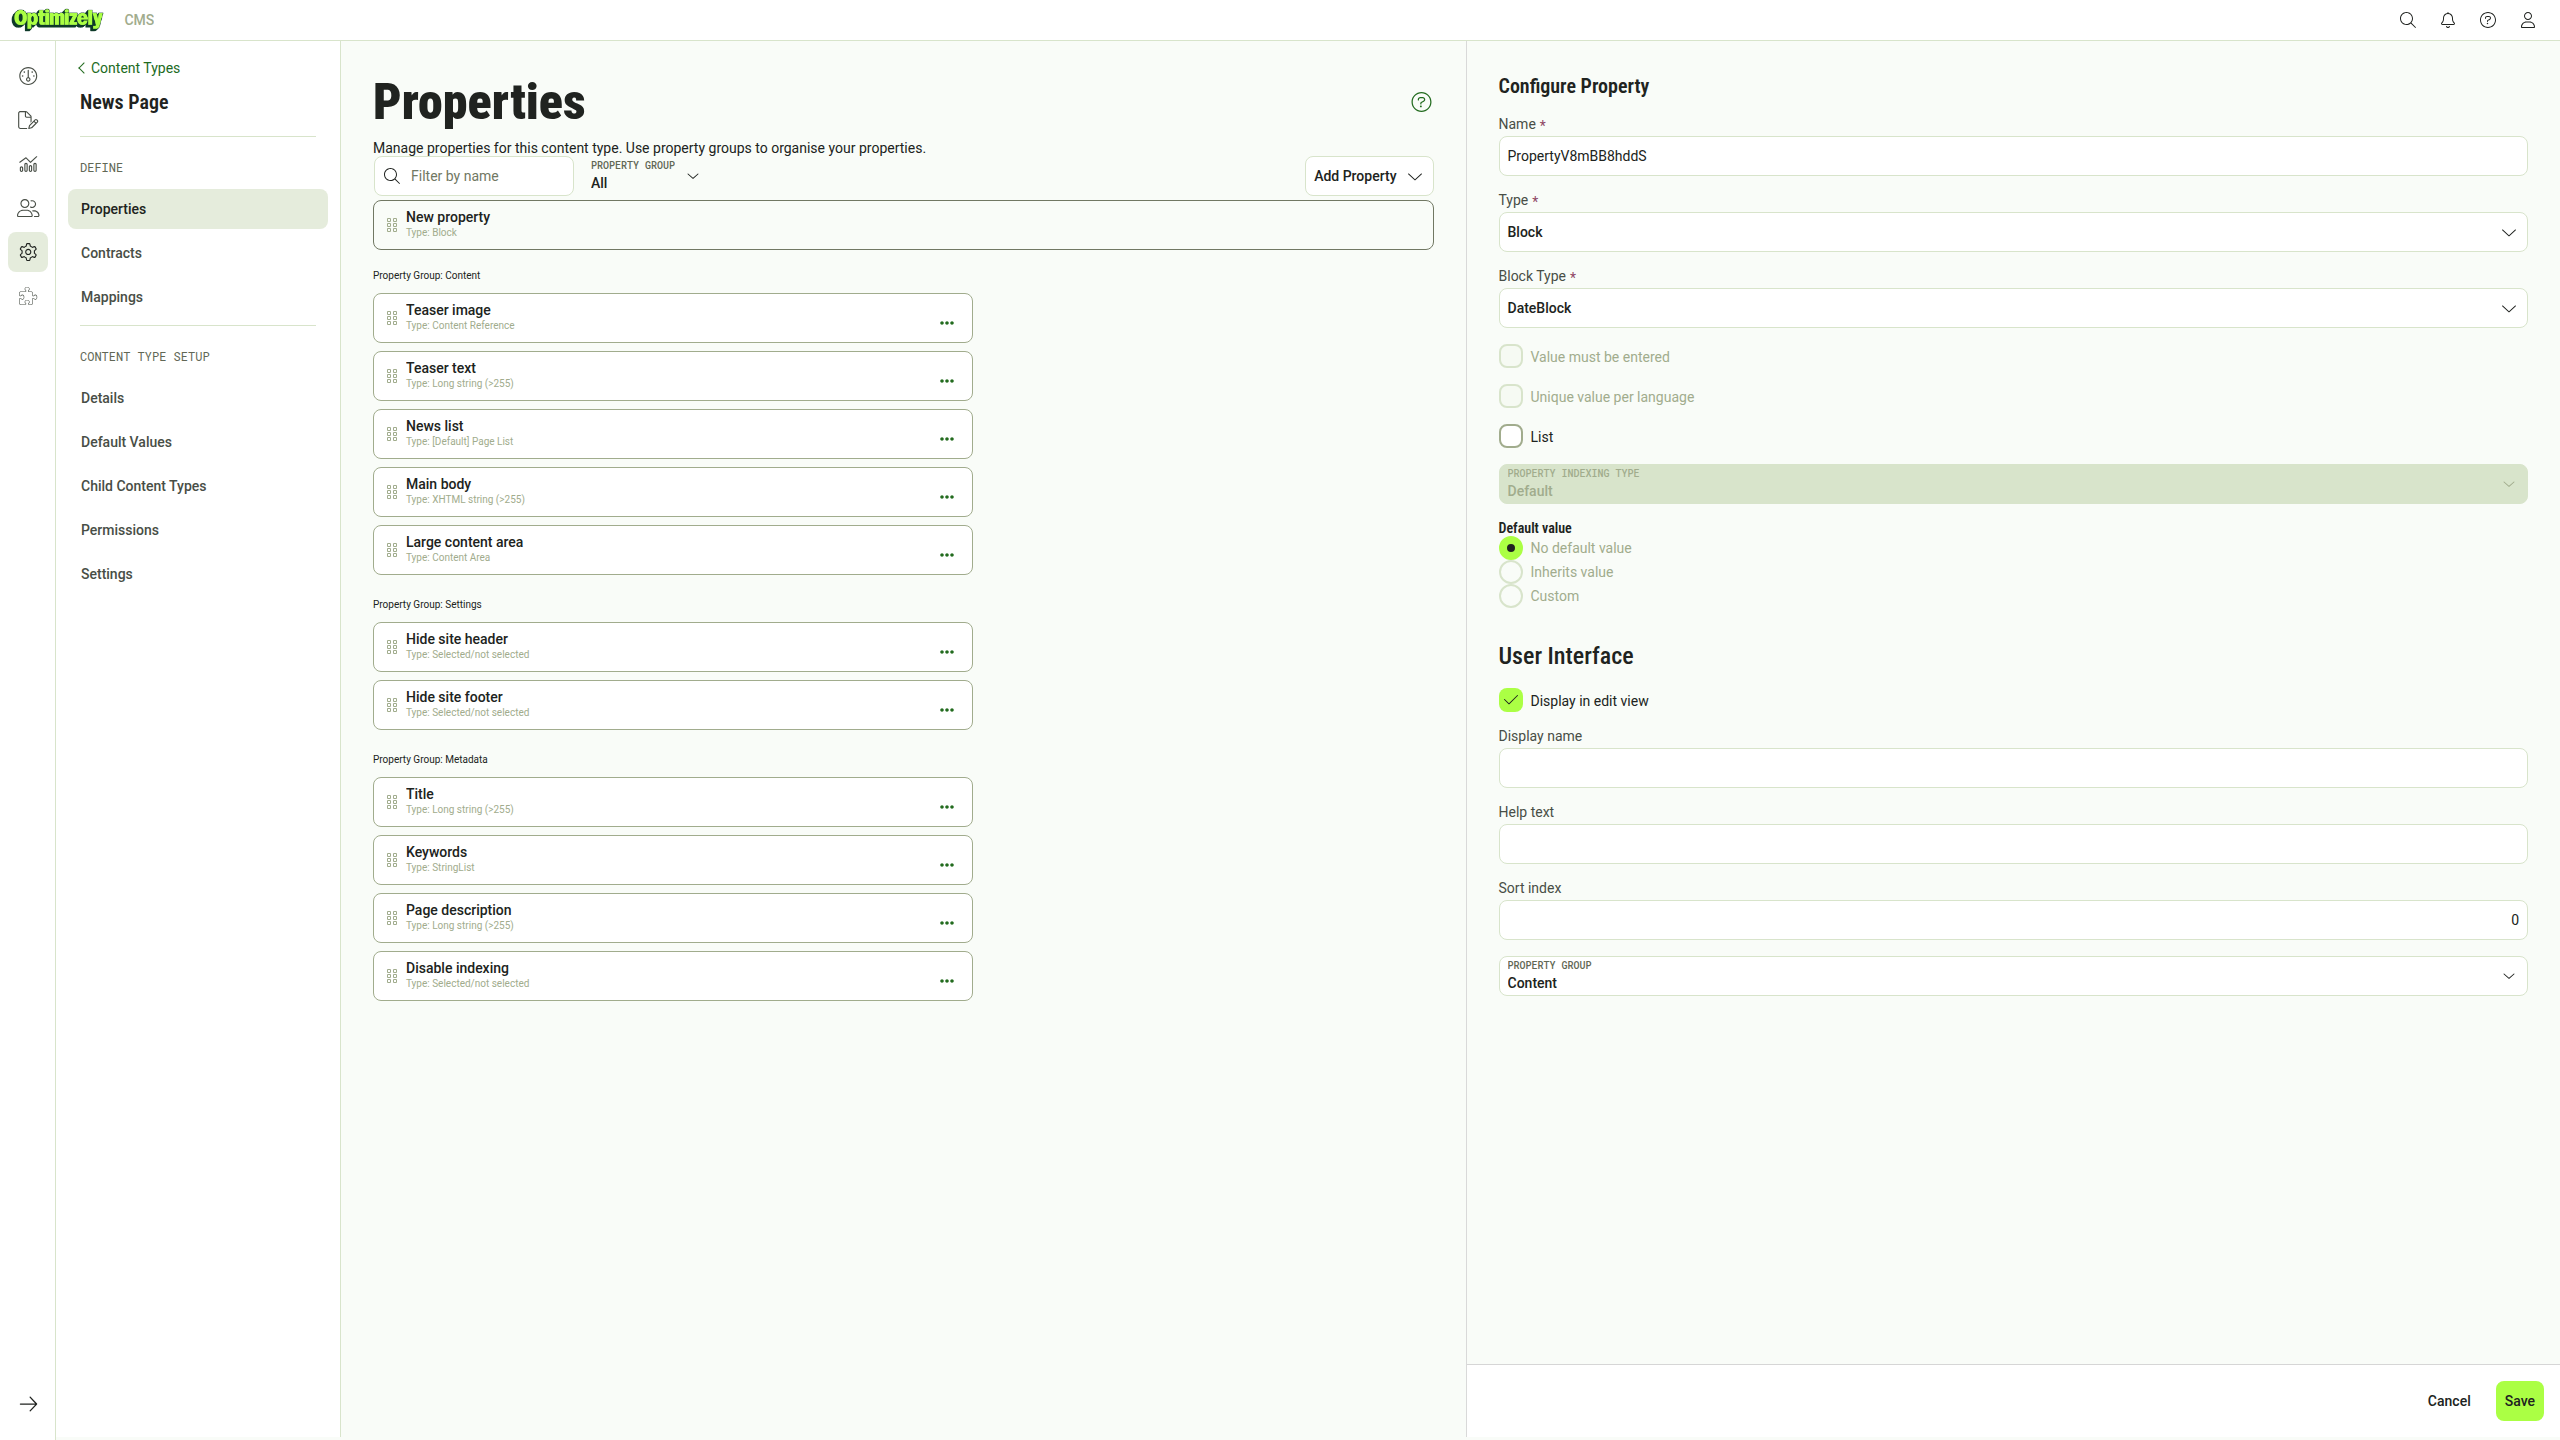 Optimizely
CMS
Content Types
News Page
DEFINE
Properties
Contracts
Mappings
CONTENT TYPE SETUP
Details
Default Values
Child Content Types
Permissions
Settings
Properties
Manage properties for this content type. Use property groups to organise your properties.
Filter by name
PROPERTY GROUP
All
Add Property
New property
Type: Block
Property Group: Content
Teaser image
Type: Content Reference
Teaser text
Type: Long string (>255)
News list
Type: [Default] Page List
Main body
Type: XHTML string (>255)
Large content area
Type: Content Area
Property Group: Settings
Hide site header
Type: Selected/not selected
Hide site footer
Type: Selected/not selected
Property Group: Metadata
Title
Type: Long string (>255)
Keywords
Type: StringList
Page description
Type: Long string (>255)
Disable indexing
Type: Selected/not selected
Configure Property
Name *
PropertyV8mBB8hddS
Type *
Block
Block Type *
DateBlock
Value must be entered
Unique value per language
List
PROPERTY INDEXING TYPE
Default
Default value
No default value
Inherits value
Custom
User Interface
Display in edit view
Display name
Help text
Sort index
0
PROPERTY GROUP
Content
Cancel
Save